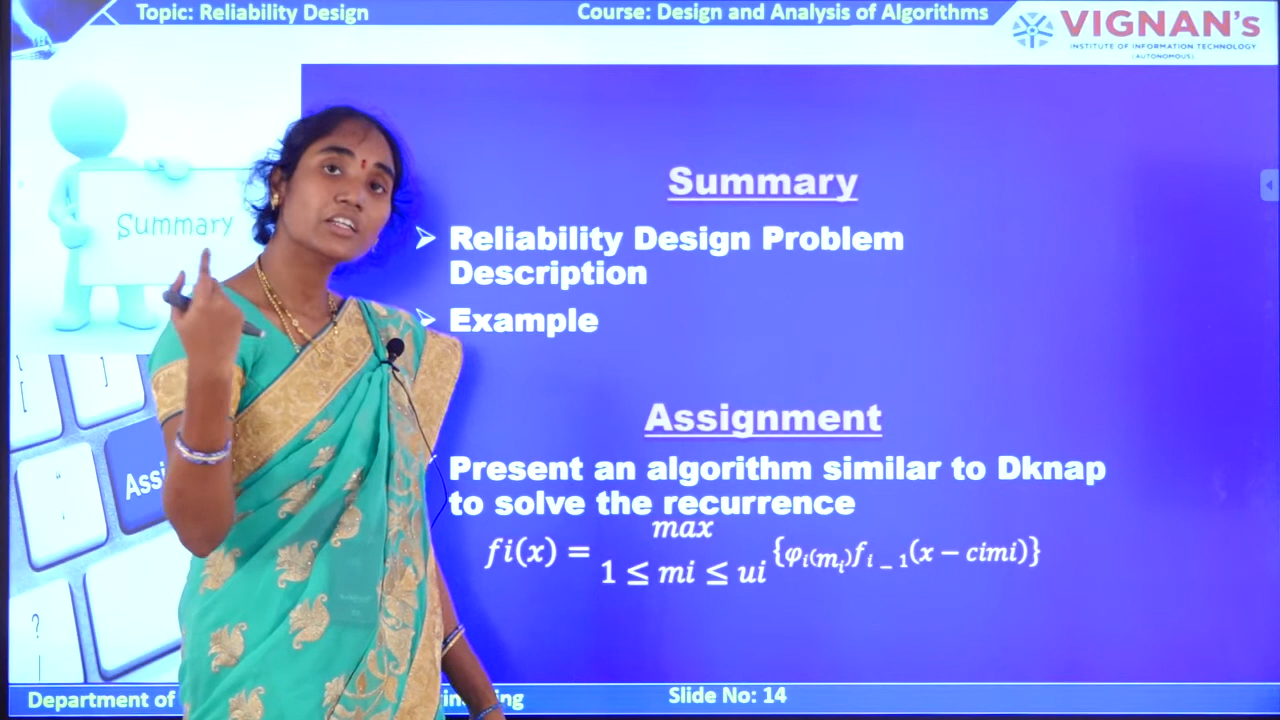 Topic: Reliability Design
Course: Design and Analysis of Algorithms
VIGNAN's
INSTITUTE OF INFORMATION TECHNOLOGY
(AUTONOMOUS)
Summary
Summary
➢ Reliability Design Problem
Description
➢ Example
Assignment
Present an algorithm similar to Dknap
to solve the recurrence
max
fi(x) = {φᵢ(mᵢ)fᵢ₋₁(x − cimi)}
1 ≤ mi ≤ ui
[
]
"
?
Department of
Slide No: 14